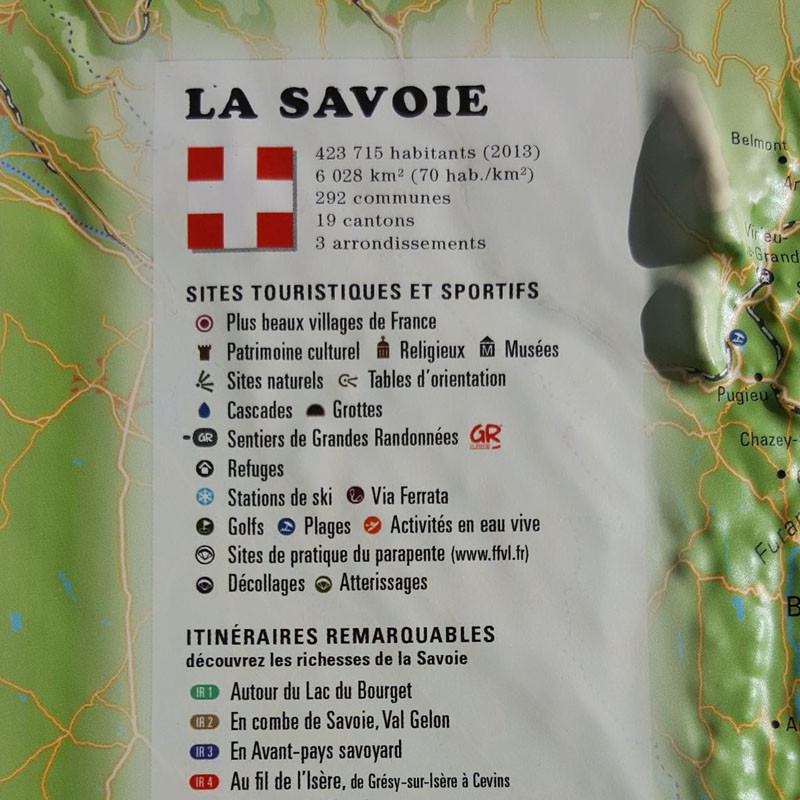 LA SAVOIE
423 715 habitants (2013)
6 028 km² (70 hab./km²)
292 communes
19 cantons
3 arrondissements
SITES TOURISTIQUES ET SPORTIFS
Plus beaux villages de France
Patrimoine culturel Religieux M Musées
Sites naturels Tables d'orientation
Cascades Grottes
GR Sentiers de Grandes Randonnées GR
Refuges
Stations de ski Via Ferrata
Golfs Plages Activités en eau vive
Sites de pratique du parapente (www.ffvl.fr)
Décollages Atterissages
ITINÉRAIRES REMARQUABLES
découvrez les richesses de la Savoie
IR 1 Autour du Lac du Bourget
IR 2 En combe de Savoie, Val Gelon
IR 3 En Avant-pays savoyard
IR 4 Au fil de l'Isère, de Grésy-sur-Isère à Cevins
Belmont
Pugieu
Chazey-